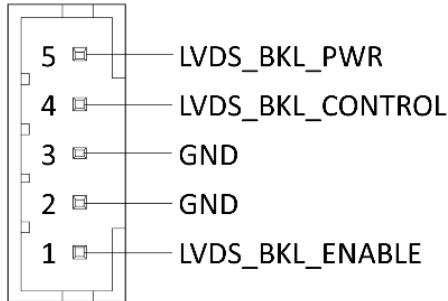 5 LVDS_BKL_PWR
4 LVDS_BKL_CONTROL
3 GND
2 GND
1 LVDS_BKL_ENABLE